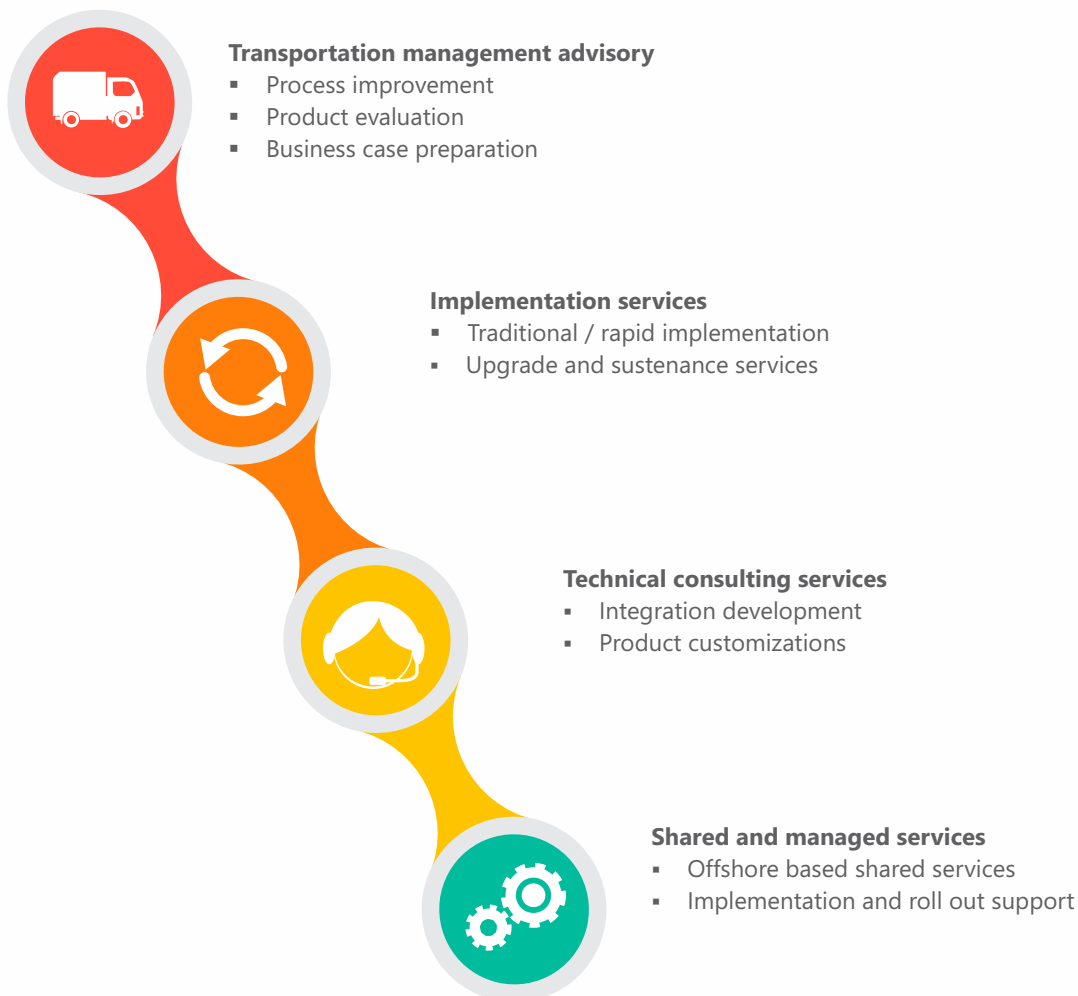 Transportation management advisory
▪ Process improvement
▪ Product evaluation
▪ Business case preparation
Implementation services
▪ Traditional / rapid implementation
▪ Upgrade and sustenance services
Technical consulting services
▪ Integration development
▪ Product customizations
Shared and managed services
▪ Offshore based shared services
▪ Implementation and roll out support